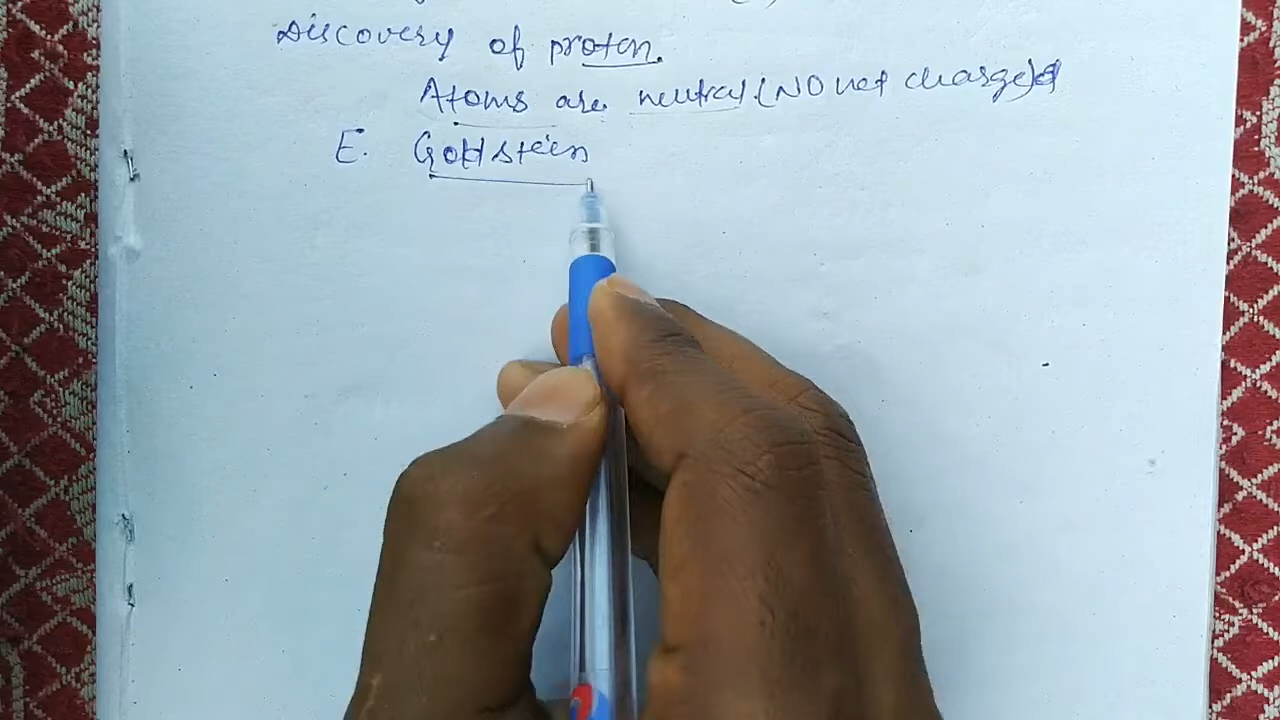 Discovery of proton.
Atoms are neutral (NO net charge)
E. Goldstein